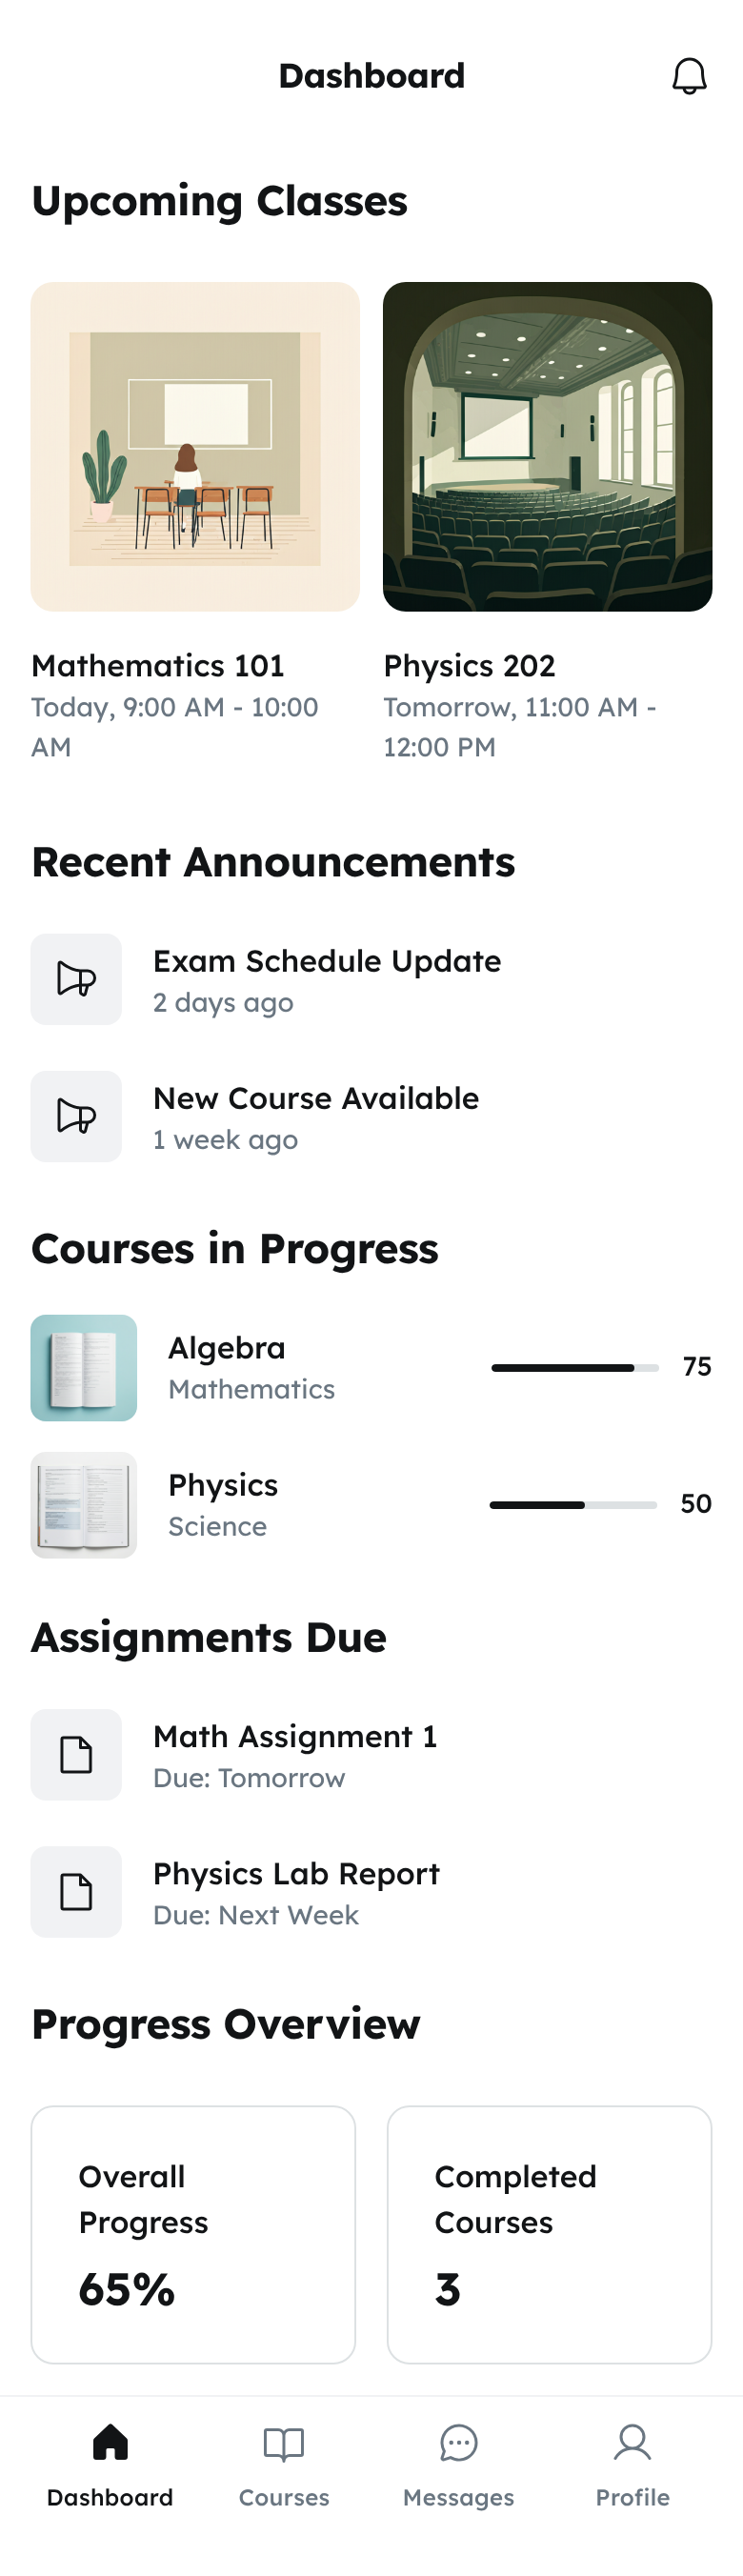 Dashboard
Upcoming Classes
Mathematics 101
Today, 9:00 AM - 10:00
AM
Physics 202
Tomorrow, 11:00 AM -
12:00 PM
Recent Announcements
Exam Schedule Update
2 days ago
New Course Available
1 week ago
Courses in Progress
Algebra
Mathematics
75
Physics
Science
50
Assignments Due
Math Assignment 1
Due: Tomorrow
Physics Lab Report
Due: Next Week
Progress Overview
Overall
Progress
65%
Completed
Courses
3
Dashboard
Courses
Messages
Profile